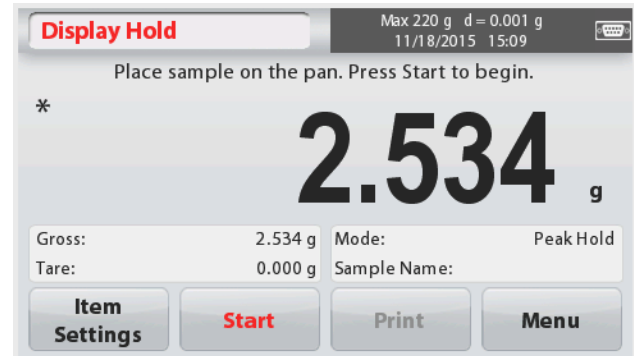 Display Hold
Max 220 g d = 0.001 g
11/18/2015 15:09
Place sample on the pan. Press Start to begin.
*
2.534 g
Gross: 2.534 g
Tare: 0.000 g
Mode: Peak Hold
Sample Name:
Item
Settings
Start
Print
Menu